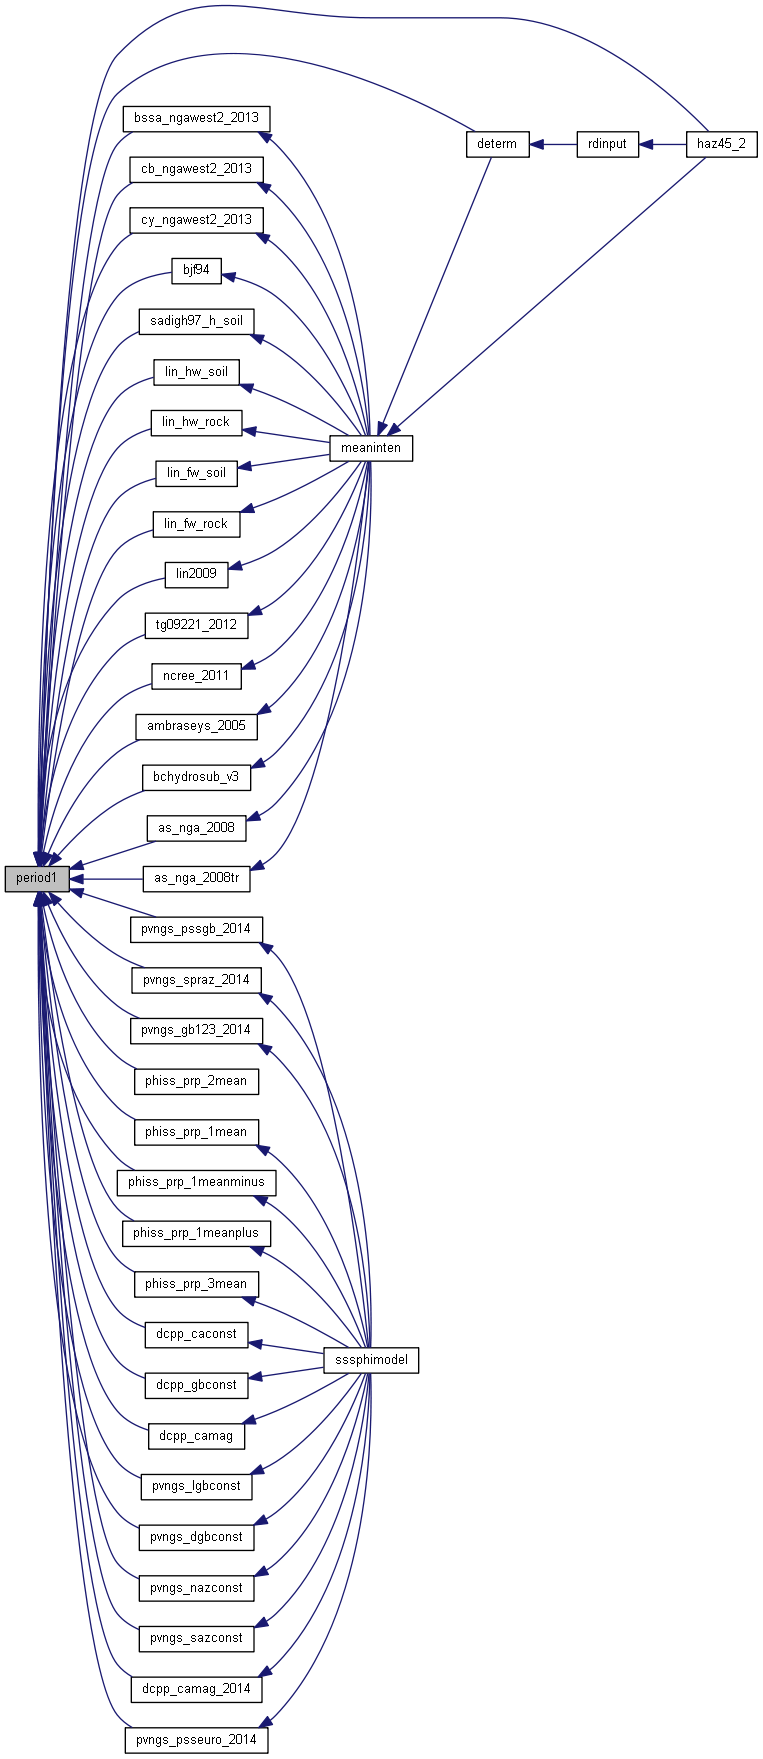 bssa_ngawest2_2013
determ
rdinput
haz45_2
cb_ngawest2_2013
cy_ngawest2_2013
bjf94
sadigh97_h_soil
lin_hw_soil
lin_hw_rock
meaninten
lin_fw_soil
lin_fw_rock
lin2009
tg09221_2012
ncree_2011
ambraseys_2005
bchydrosub_v3
as_nga_2008
period1
as_nga_2008tr
pvngs_pssgb_2014
pvngs_spraz_2014
pvngs_gb123_2014
phiss_prp_2mean
phiss_prp_1mean
phiss_prp_1meanminus
phiss_prp_1meanplus
phiss_prp_3mean
dcpp_caconst
sssphimodel
dcpp_gbconst
dcpp_camag
pvngs_lgbconst
pvngs_dgbconst
pvngs_nazconst
pvngs_sazconst
dcpp_camag_2014
pvngs_psseuro_2014